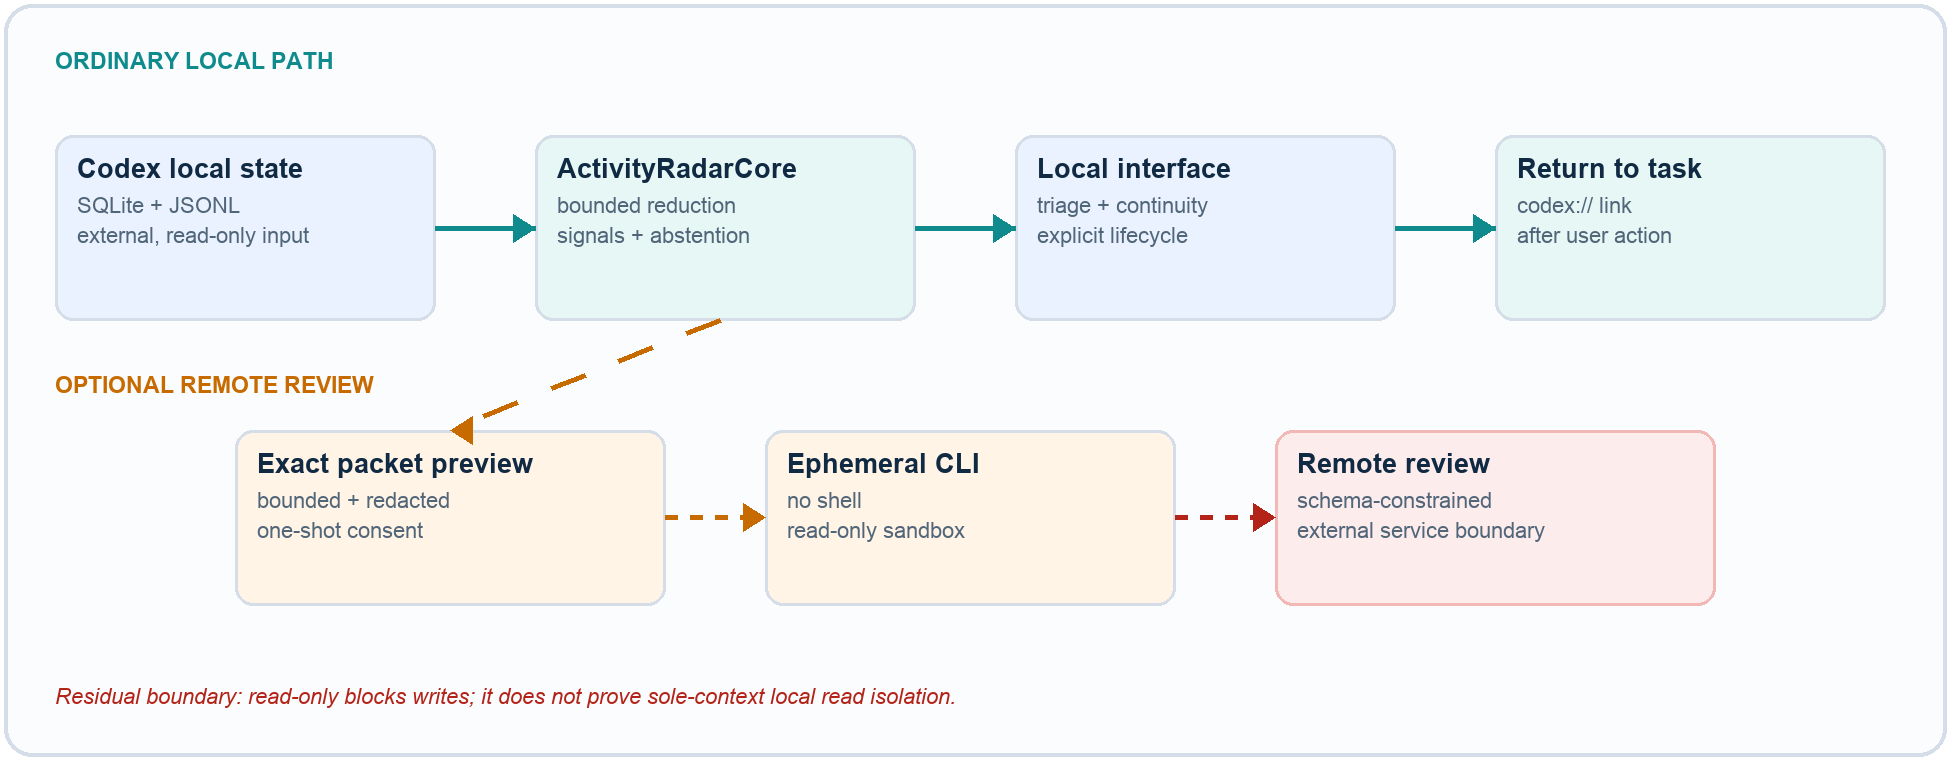 ORDINARY LOCAL PATH
Codex local state
SQLite + JSONL
external, read-only input
ActivityRadarCore
bounded reduction
signals + abstention
Local interface
triage + continuity
explicit lifecycle
Return to task
codex:// link
after user action
OPTIONAL REMOTE REVIEW
Exact packet preview
bounded + redacted
one-shot consent
Ephemeral CLI
no shell
read-only sandbox
Remote review
schema-constrained
external service boundary
Residual boundary: read-only blocks writes; it does not prove sole-context local read isolation.